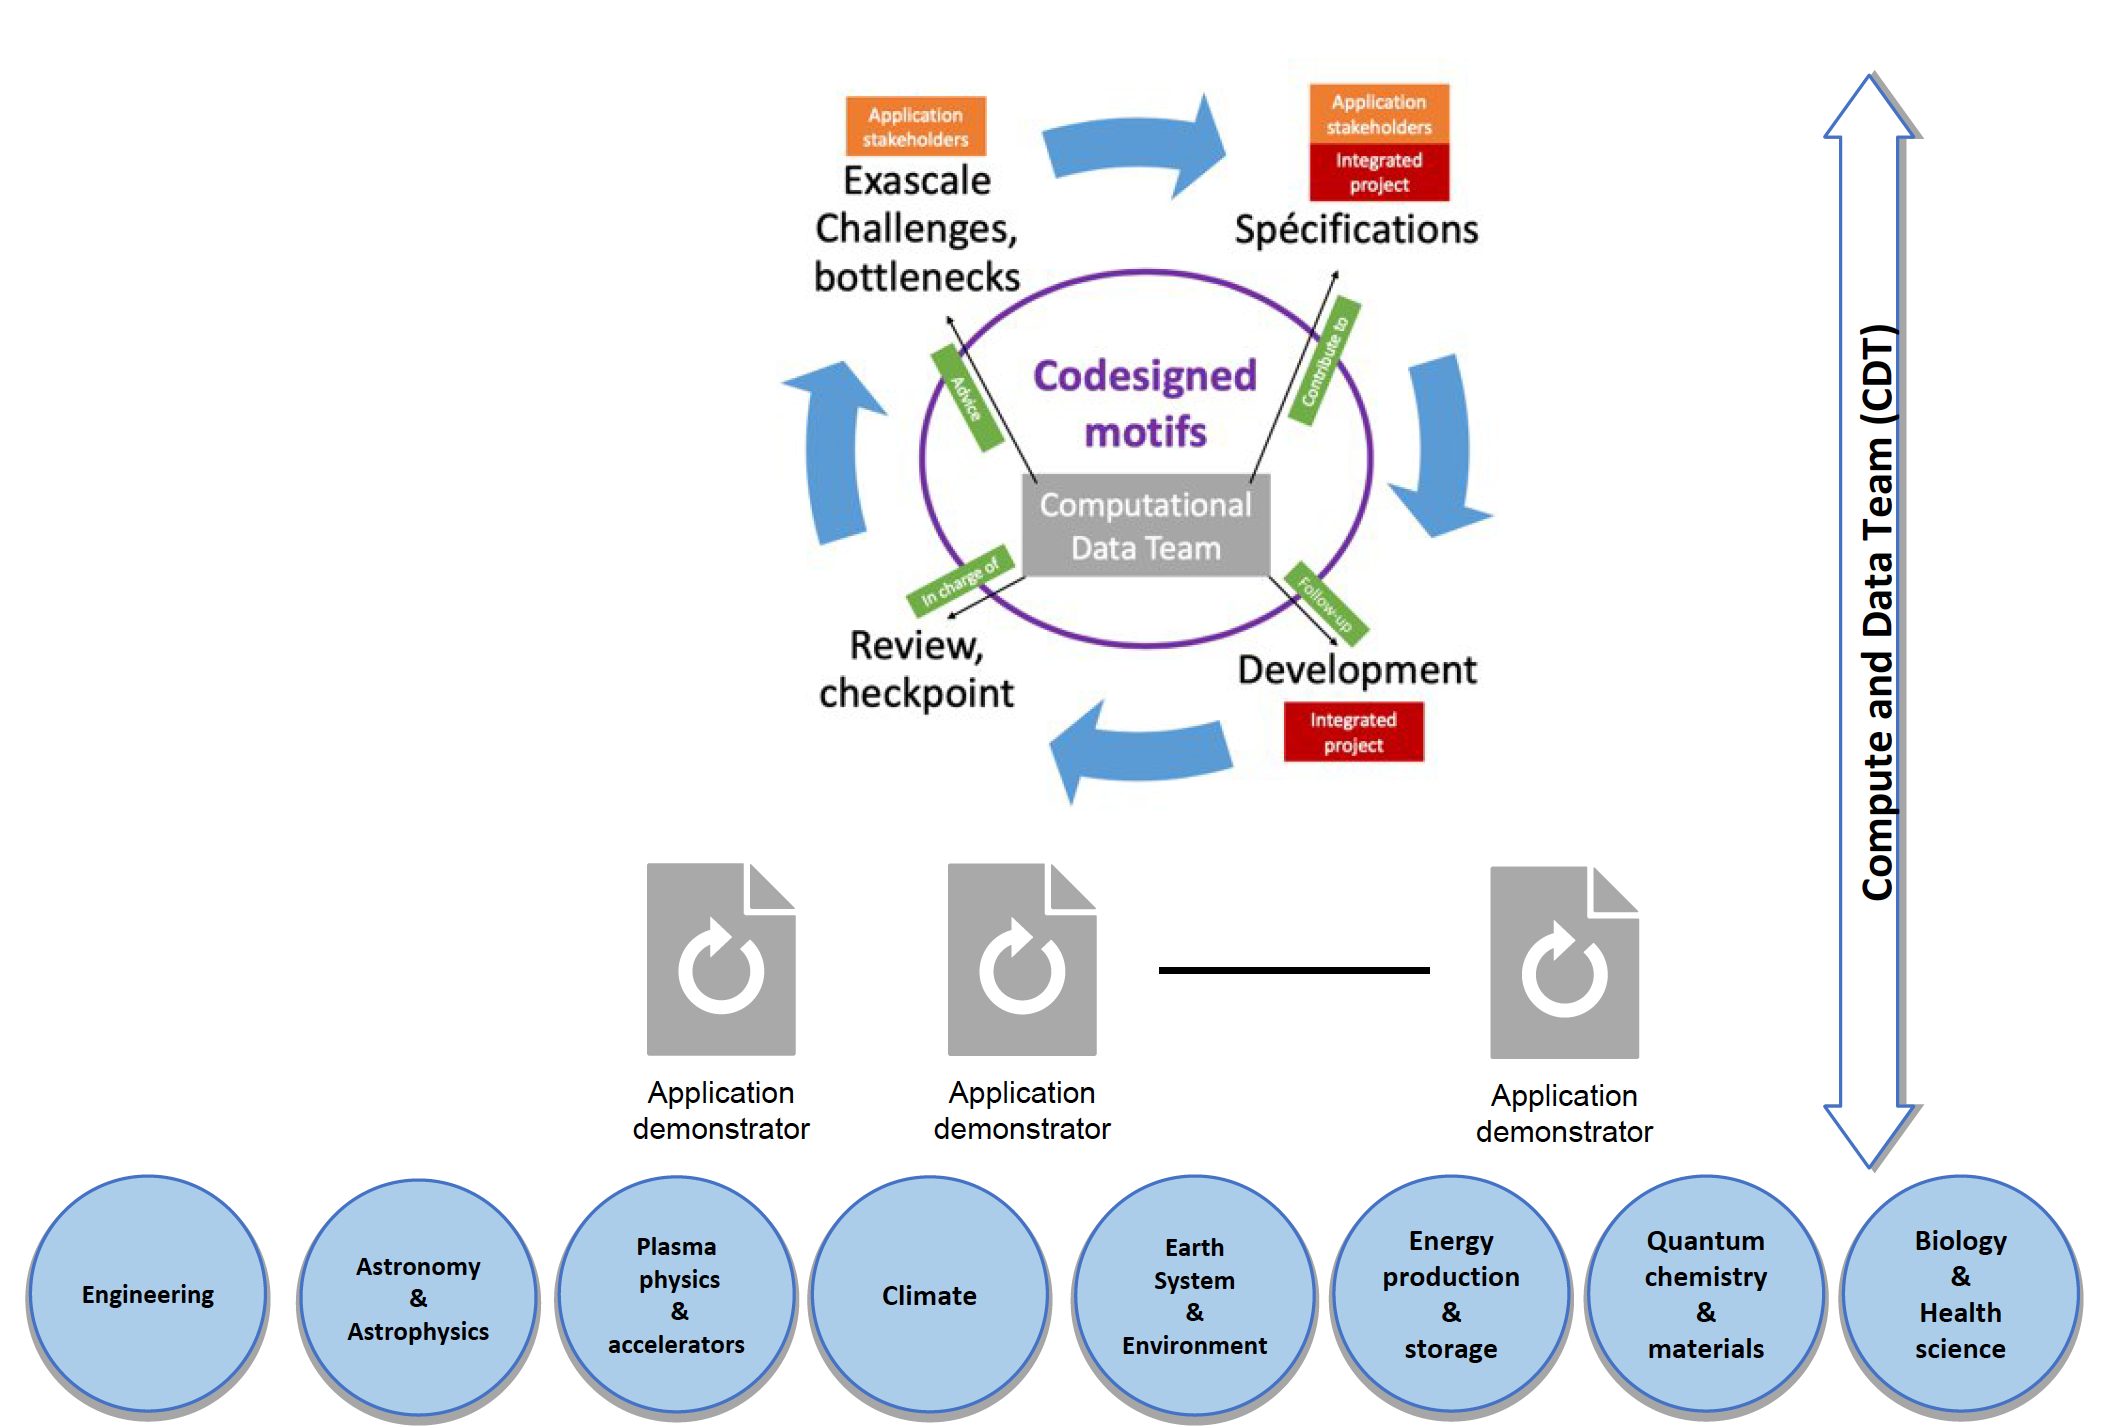 Application
stakeholders
Exascale
Challenges,
bottlenecks
Application
stakeholders
Integrated
project
Spécifications
Advice
Contribute to
Codesigned
motifs
Computational
Data Team
In charge of
Follow-up
Review,
checkpoint
Development
Integrated
project
Compute and Data Team (CDT)
Application
demonstrator
Application
demonstrator
Application
demonstrator
Engineering
Astronomy
&
Astrophysics
Plasma
physics
&
accelerators
Climate
Earth
System
&
Environment
Energy
production
&
storage
Quantum
chemistry
&
materials
Biology
&
Health
science